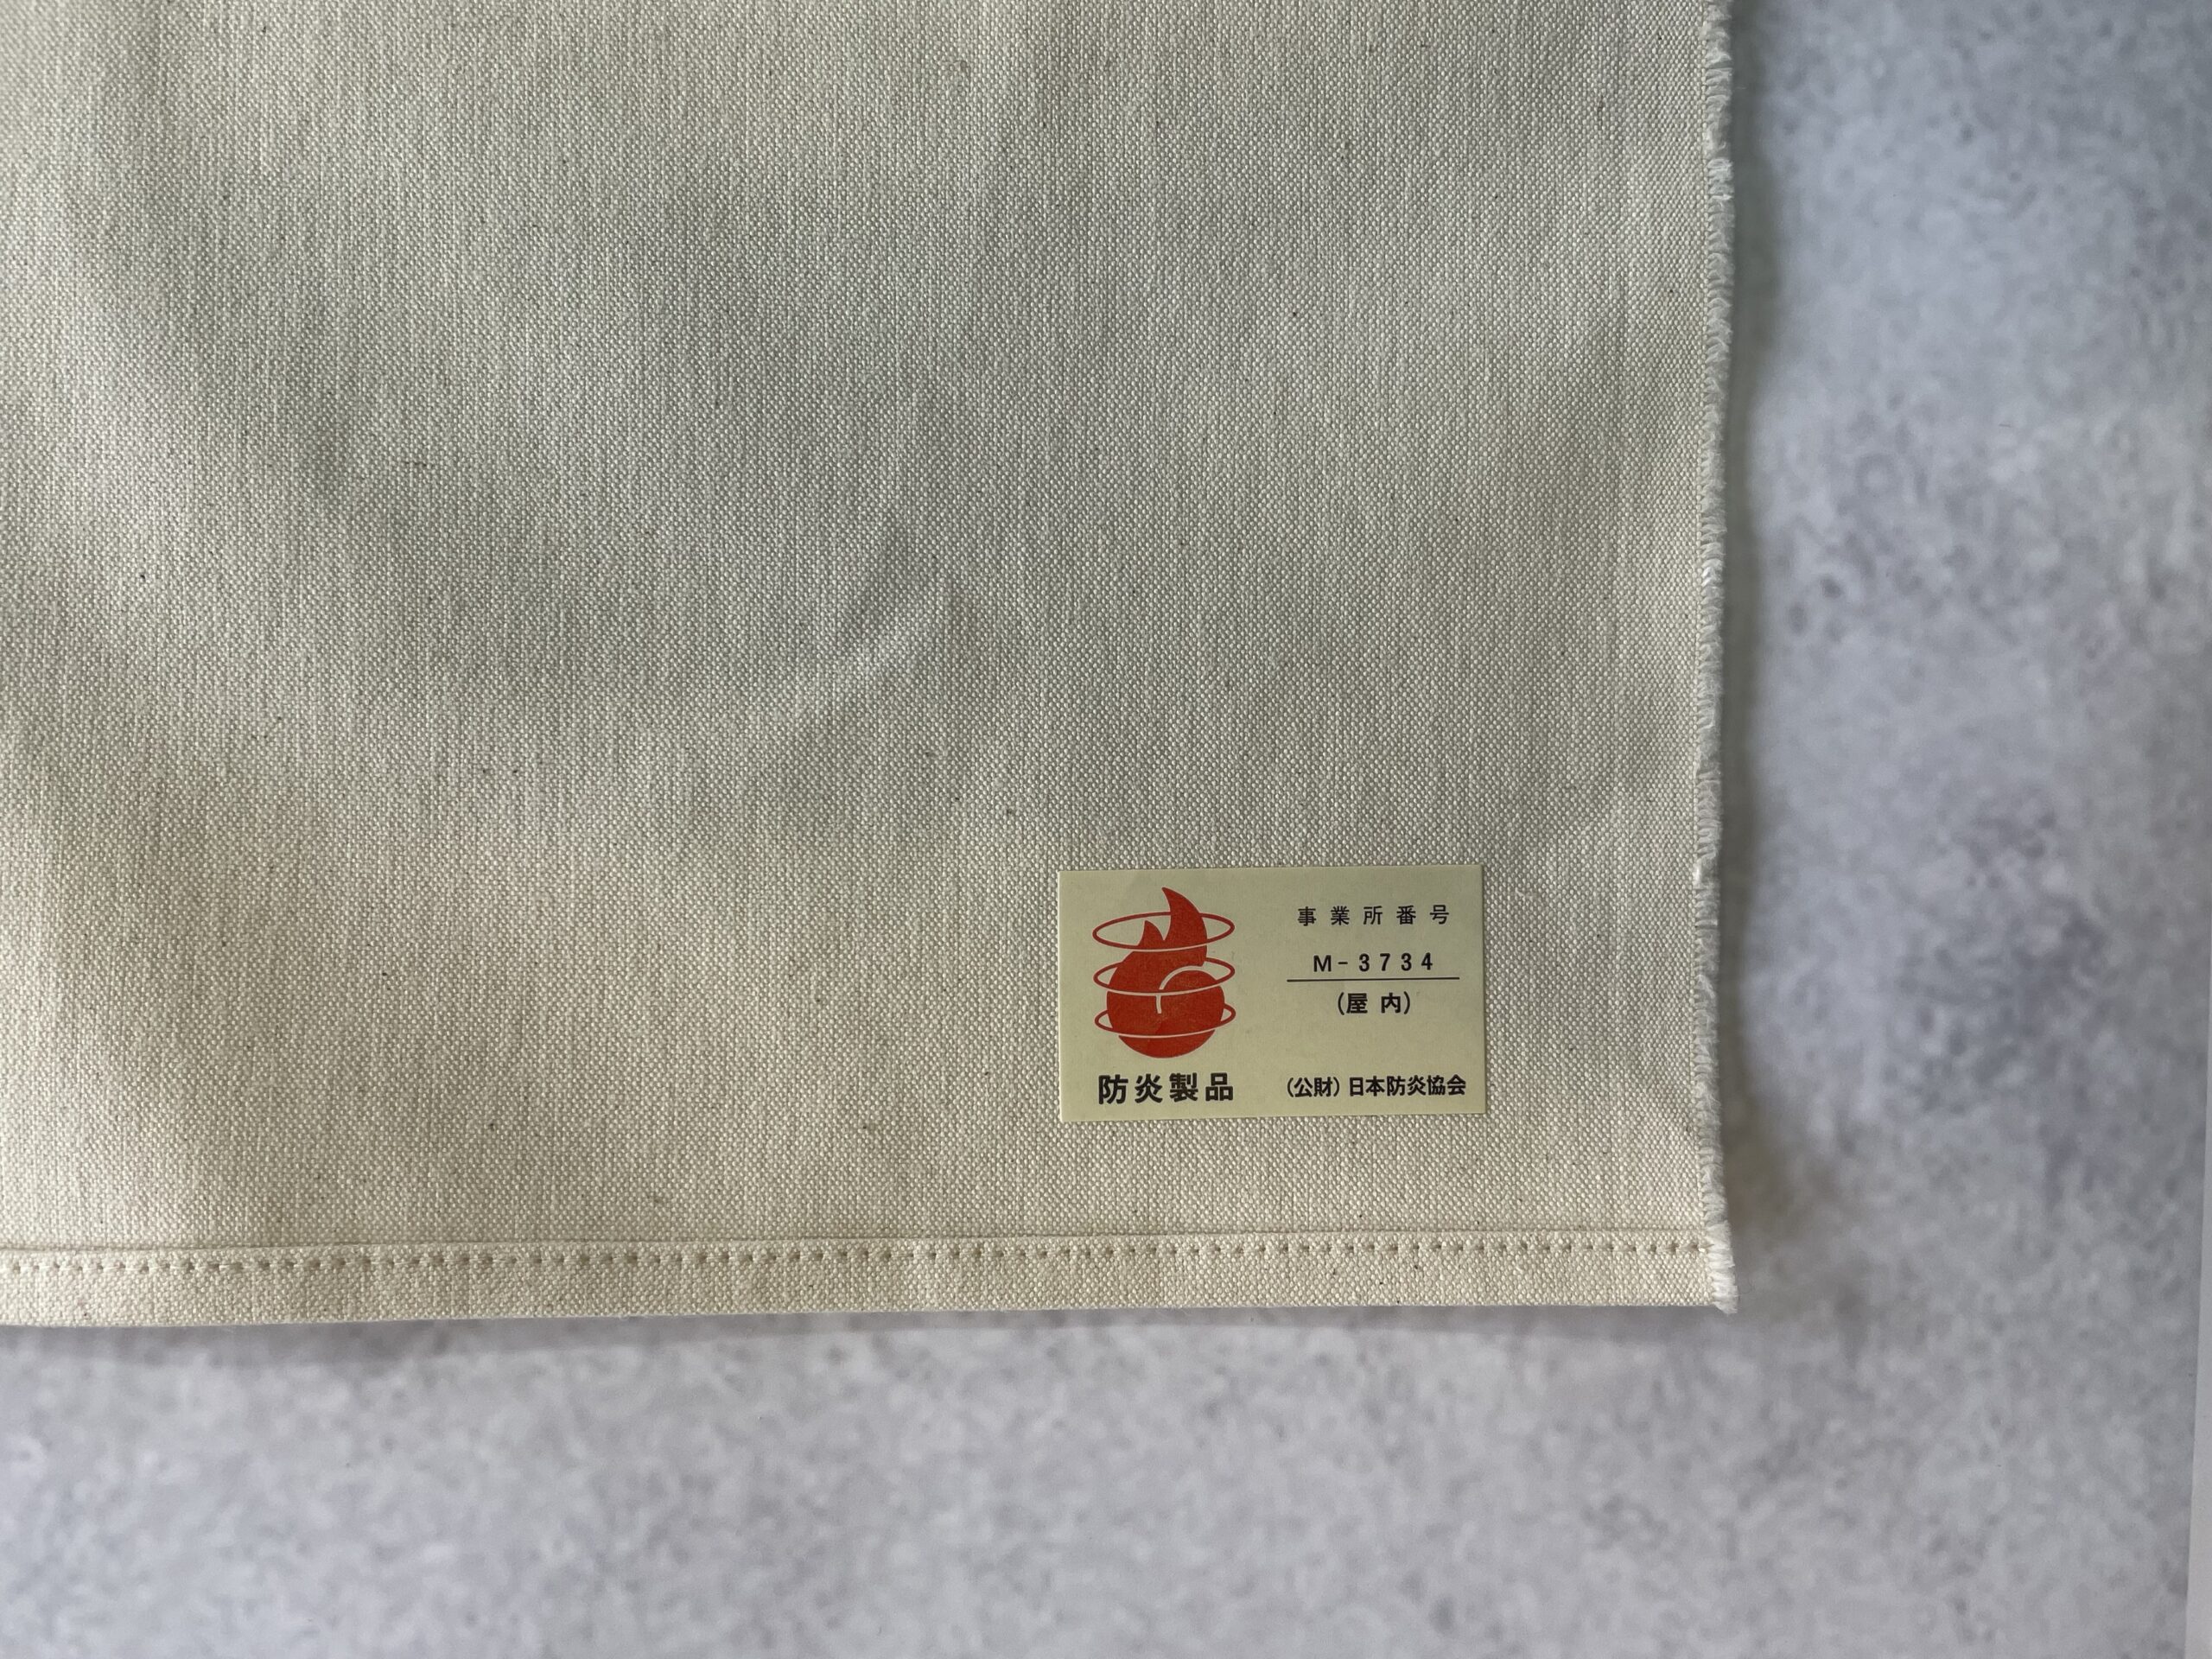 事業所番号
M-3734
(屋内)
防炎製品
(公財)日本防炎協会